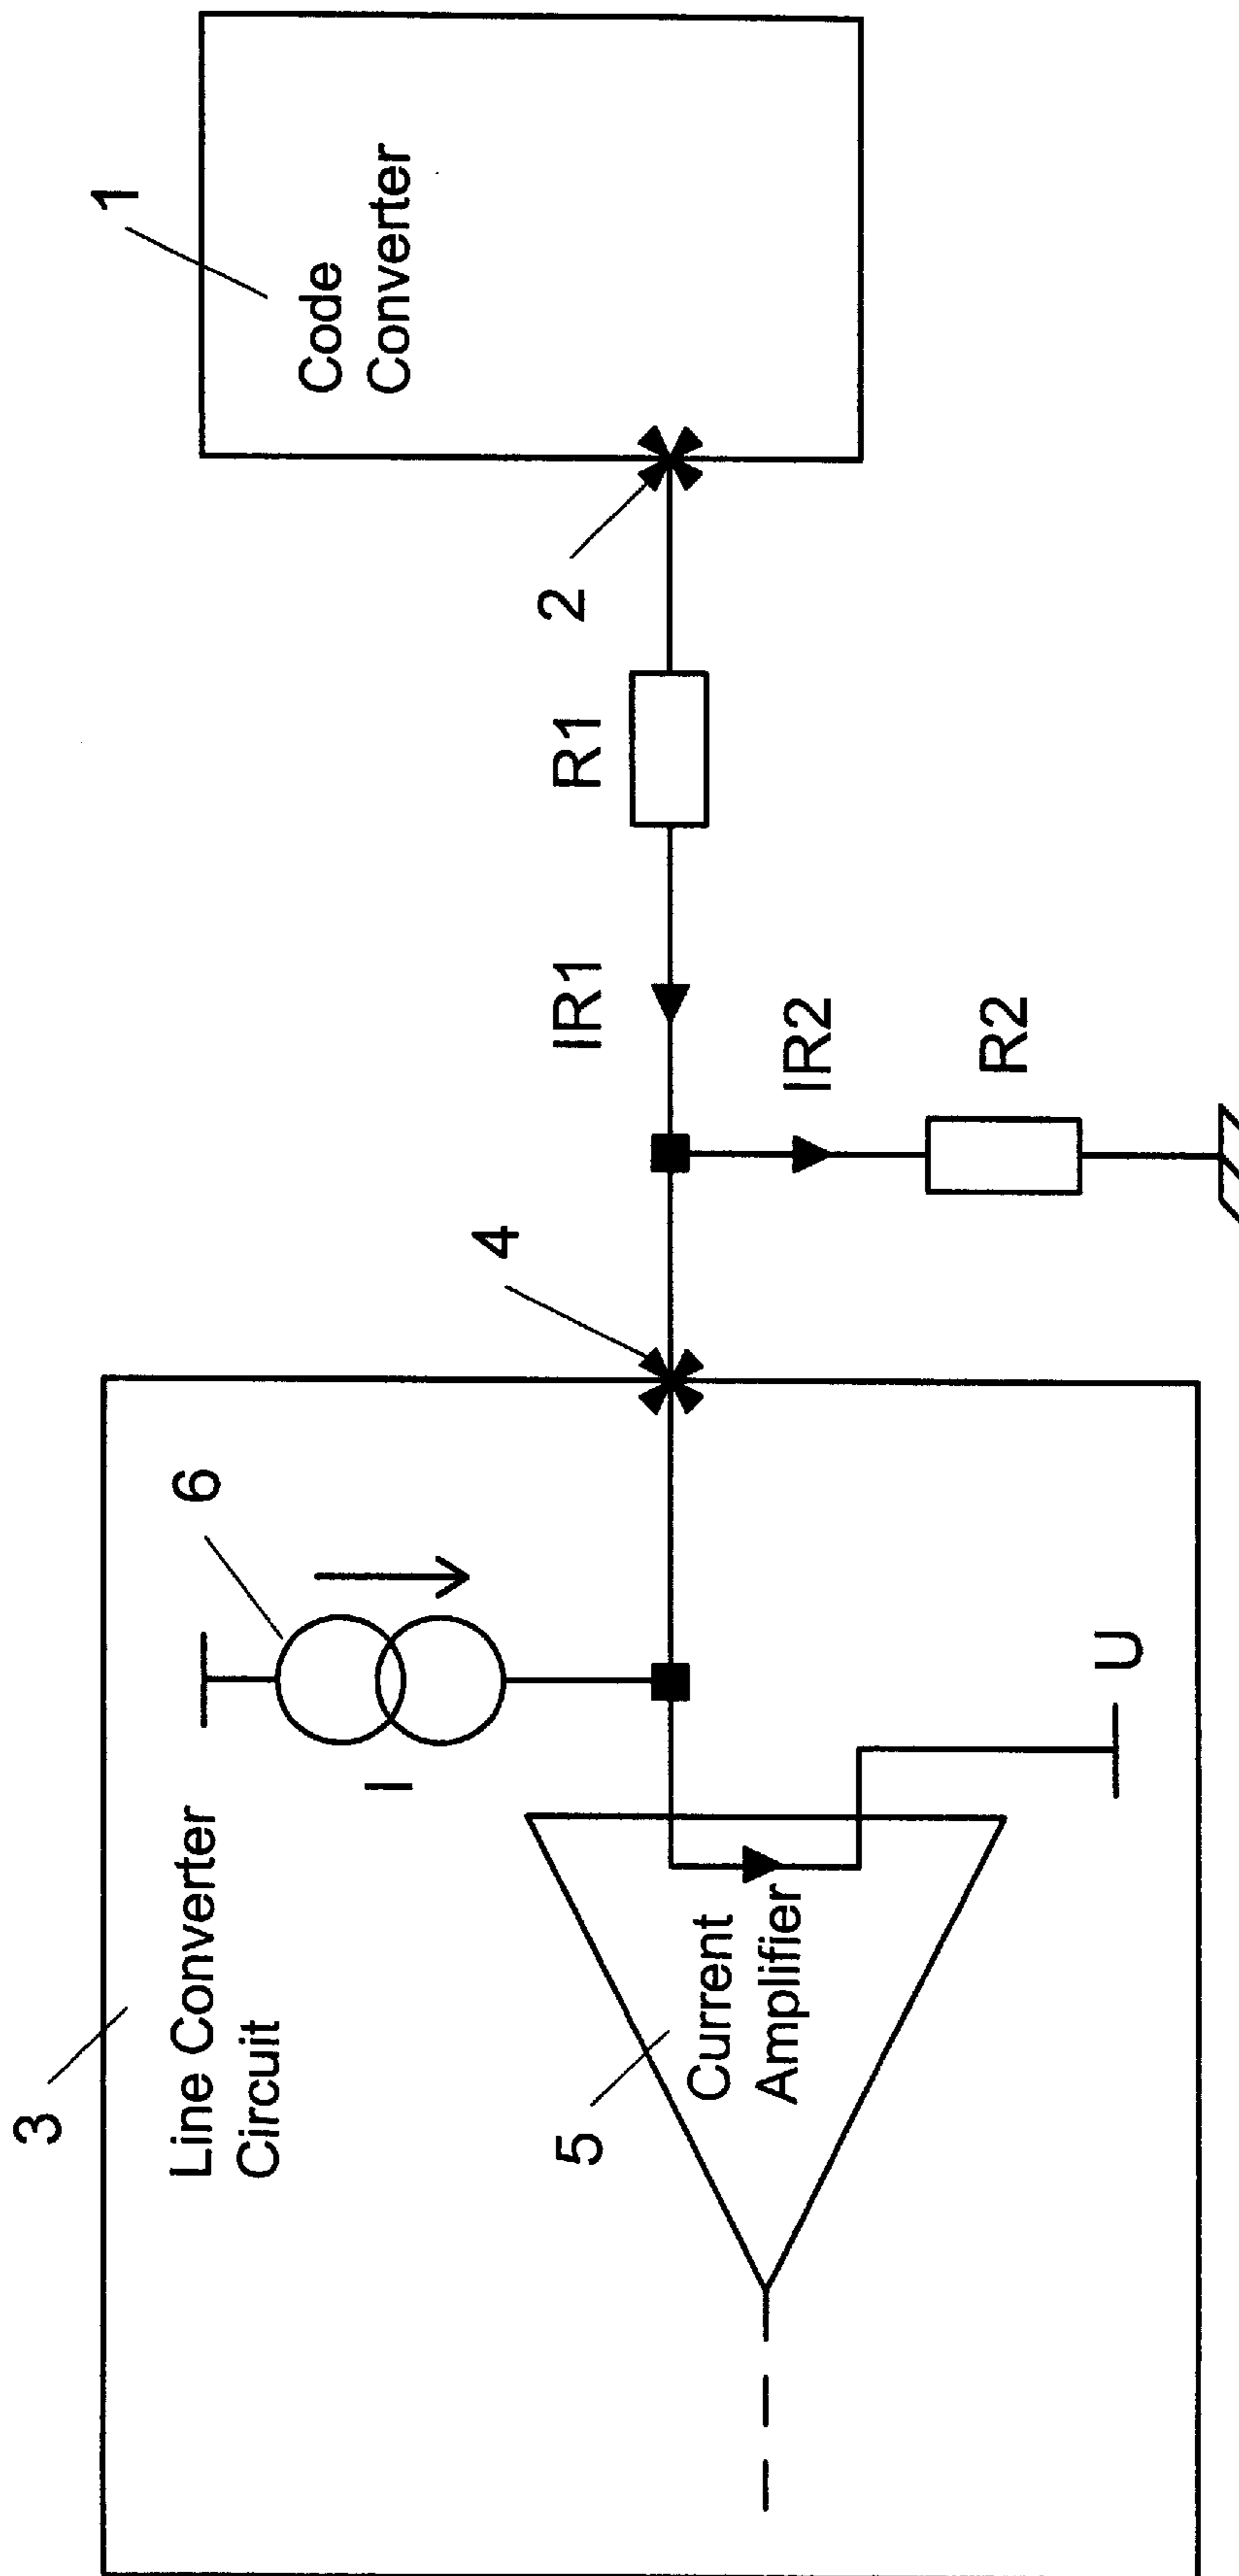 3
Line Converter
Circuit
6
I
5
Current
Amplifier
U
4
IR1
IR2
R2
R1
2
1
Code
Converter